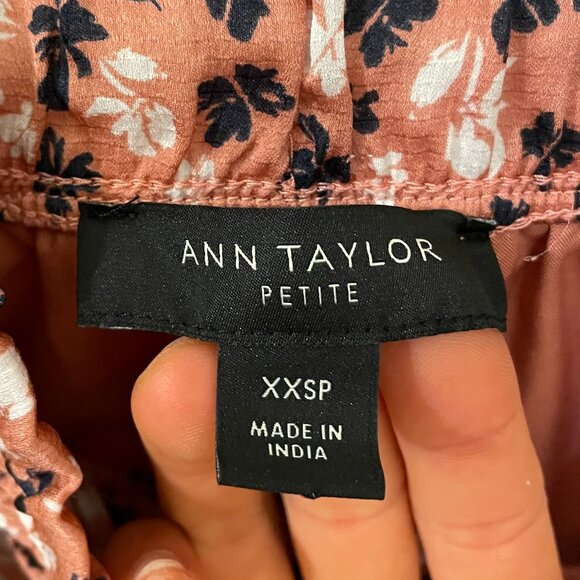 ANN TAYLOR
PETITE
XXSP
MADE IN
INDIA